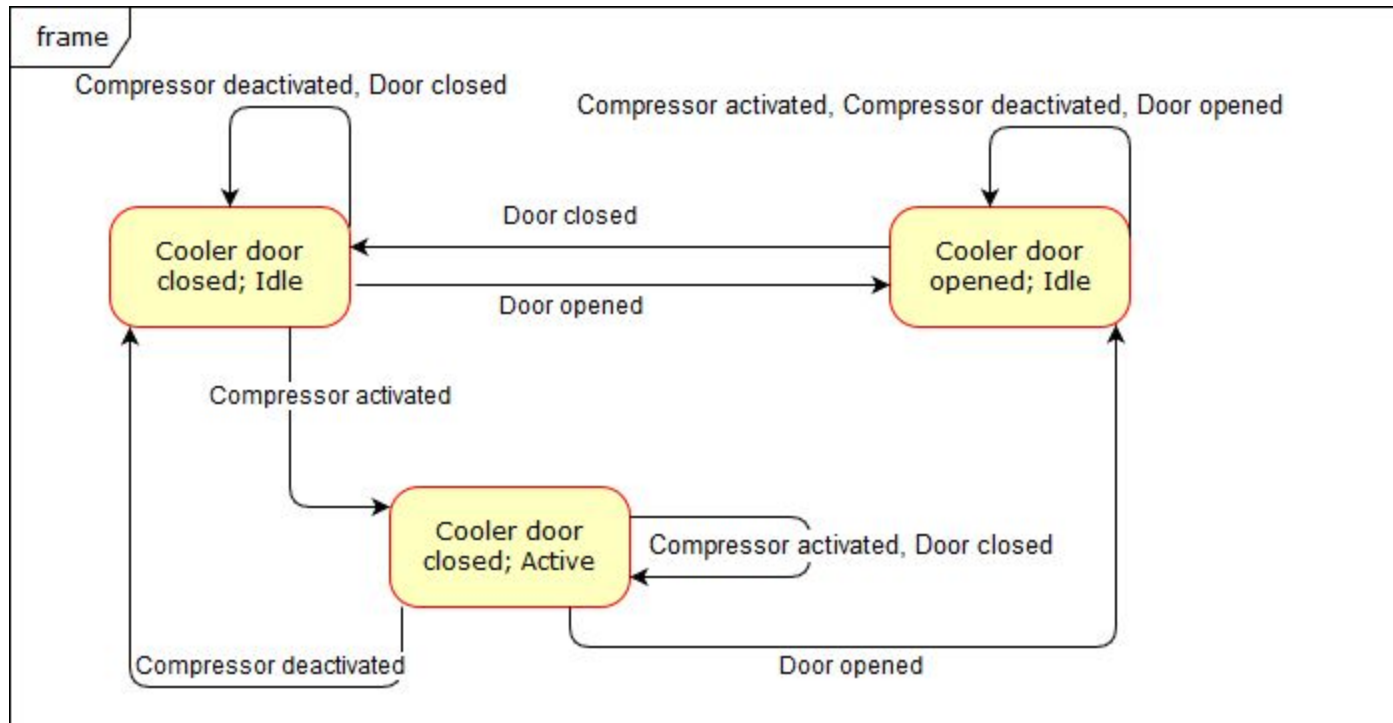 frame
Compressor deactivated, Door closed
Compressor activated, Compressor deactivated, Door opened
Door closed
Cooler door
closed; Idle
Cooler door
opened; Idle
Door opened
Compressor activated
Cooler door
closed; Active
Compressor activated, Door closed
Compressor deactivated
Door opened